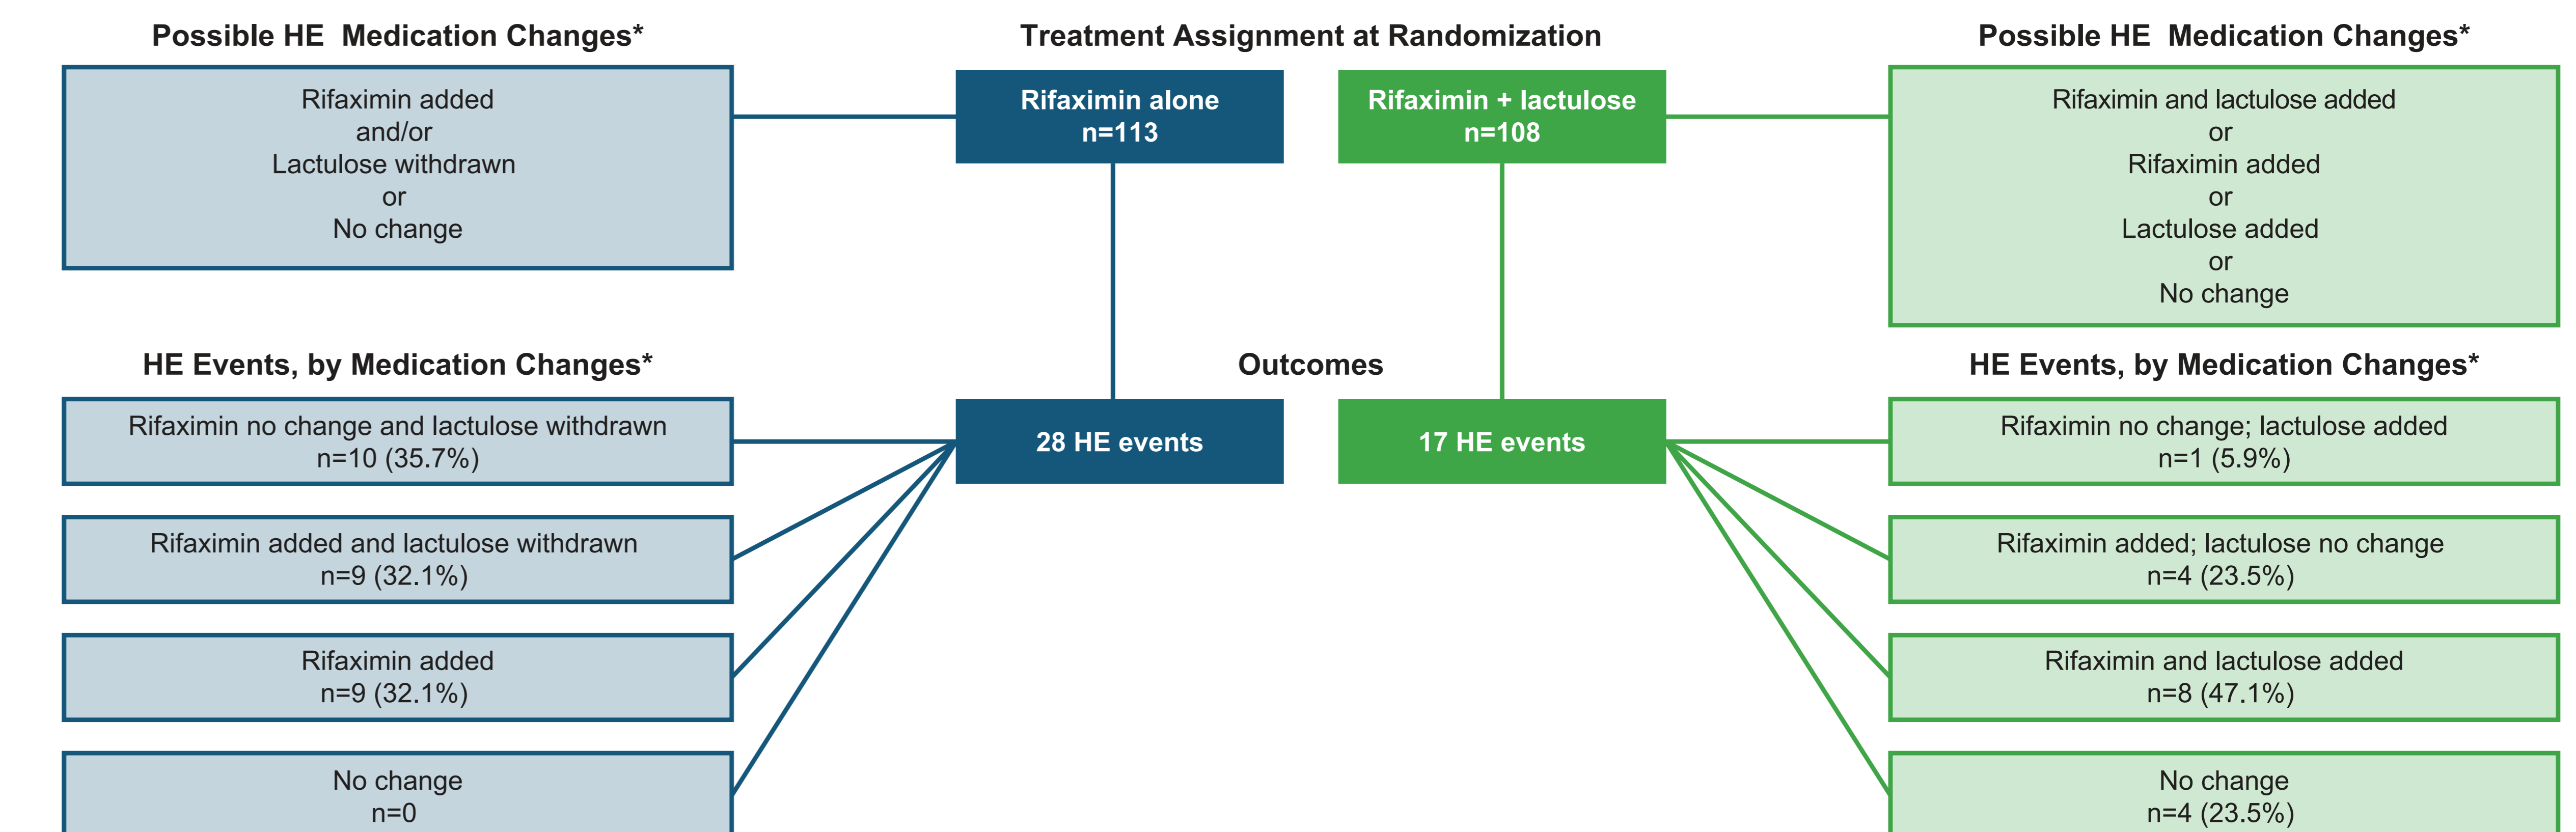 Possible HE Medication Changes*
Rifaximin added
and/or
Lactulose withdrawn
or
No change
Treatment Assignment at Randomization
Rifaximin alone
n=113
Rifaximin + lactulose
n=108
Possible HE Medication Changes*
Rifaximin and lactulose added
or
Rifaximin added
or
Lactulose added
or
No change
HE Events, by Medication Changes*
Rifaximin no change and lactulose withdrawn
n=10 (35.7%)
Rifaximin added and lactulose withdrawn
n=9 (32.1%)
Rifaximin added
n=9 (32.1%)
No change
n=0
Outcomes
28 HE events
17 HE events
HE Events, by Medication Changes*
Rifaximin no change; lactulose added
n=1 (5.9%)
Rifaximin added; lactulose no change
n=4 (23.5%)
Rifaximin and lactulose added
n=8 (47.1%)
No change
n=4 (23.5%)